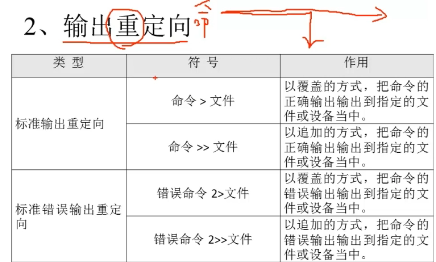 2、输出重定向
类 型
符 号
作用
标准输出重定向
命令 > 文件
以覆盖的方式，把命令的
正确输出输出到指定的文
件或设备当中。
命令 >> 文件
以追加的方式，把命令的
正确输出输出到指定的文
件或设备当中。
标准错误输出重定
向
错误命令 2>文件
以覆盖的方式，把命令的
错误输出输出到指定的文
件或设备当中。
错误命令 2>>文件
以追加的方式，把命令的
错误输出输出到指定的文
件或设备当中。